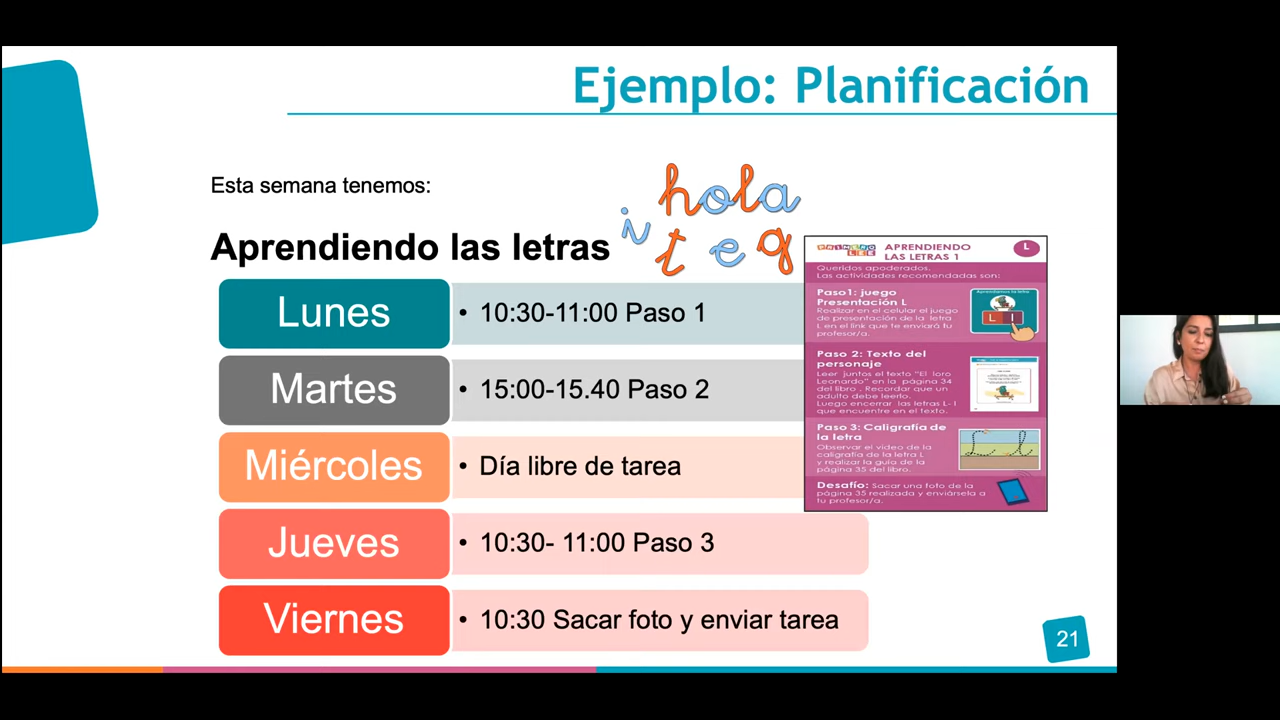 Ejemplo: Planificación
Esta semana tenemos:
hola
i t e q
Aprendiendo las letras
Lunes
• 10:30-11:00 Paso 1
Martes
• 15:00-15.40 Paso 2
Miércoles
• Día libre de tarea
Jueves
• 10:30- 11:00 Paso 3
Viernes
• 10:30 Sacar foto y enviar tarea
PRIMERO
LEE
APRENDIENDO
LAS LETRAS 1
L
Queridos apoderados.
Las actividades recomendadas son:
Paso1: juego
Presentación L
Realizar en el celular el juego
de presentación de la letra
L en el link que te enviará tu
profesor/a.
Paso 2: Texto del
personaje
Leer juntos el texto "El loro
Leonardo" en la página 34
del libro. Recordar que un
adulto debe leerlo.
Luego encerrar las letras L- l
que encuentre en el texto.
Paso 3: Caligrafía de
la letra
Observar el video de la
caligrafía de la letra L
y realizar la guía de la
página 35 del libro.
Desafío: Sacar una foto de la
página 35 realizada y enviársela a
tu profesor/a.
21